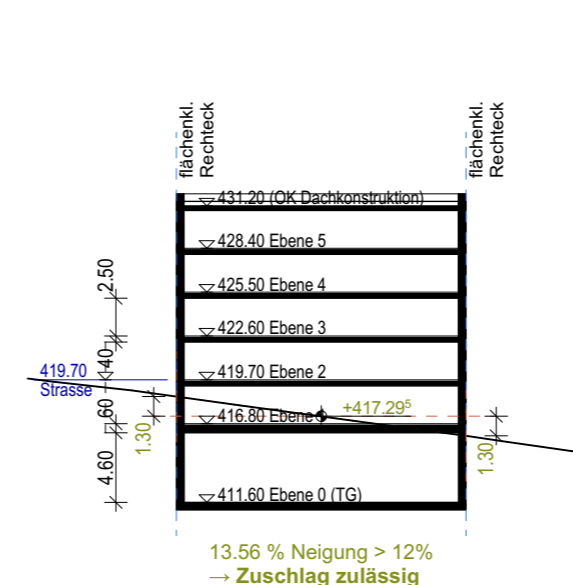 flächenkl.
Rechteck
flächenkl.
Rechteck
431.20 (OK Dachkonstruktion)
428.40 Ebene 5
2.50
425.50 Ebene 4
422.60 Ebene 3
40
419.70
Strasse
419.70 Ebene 2
60
1.30
416.80 Ebene
+417.29⁵
1.30
4.60
411.60 Ebene 0 (TG)
13.56 % Neigung > 12%
→ Zuschlag zulässig